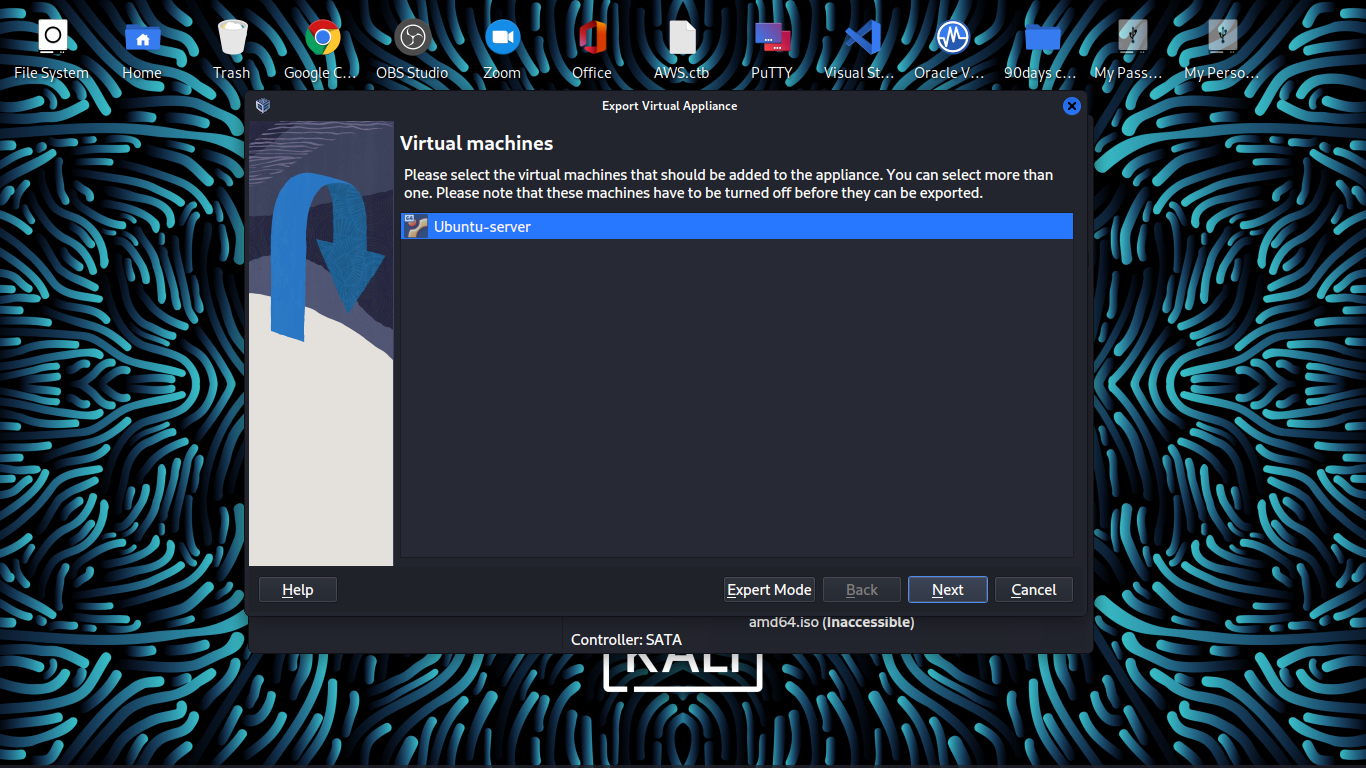 File System
Home
Trash
Google C...
OBS Studio
Zoom
Office
AWS.ctb
PuTTY
Visual St...
Oracle V...
90days c...
My Pass...
My Perso...
Export Virtual Appliance
Virtual machines
Please select the virtual machines that should be added to the appliance. You can select more than
one. Please note that these machines have to be turned off before they can be exported.
64
Ubuntu-server
Help
Expert Mode
Back
Next
Cancel
amd64.iso (Inaccessible)
Controller: SATA
KALI